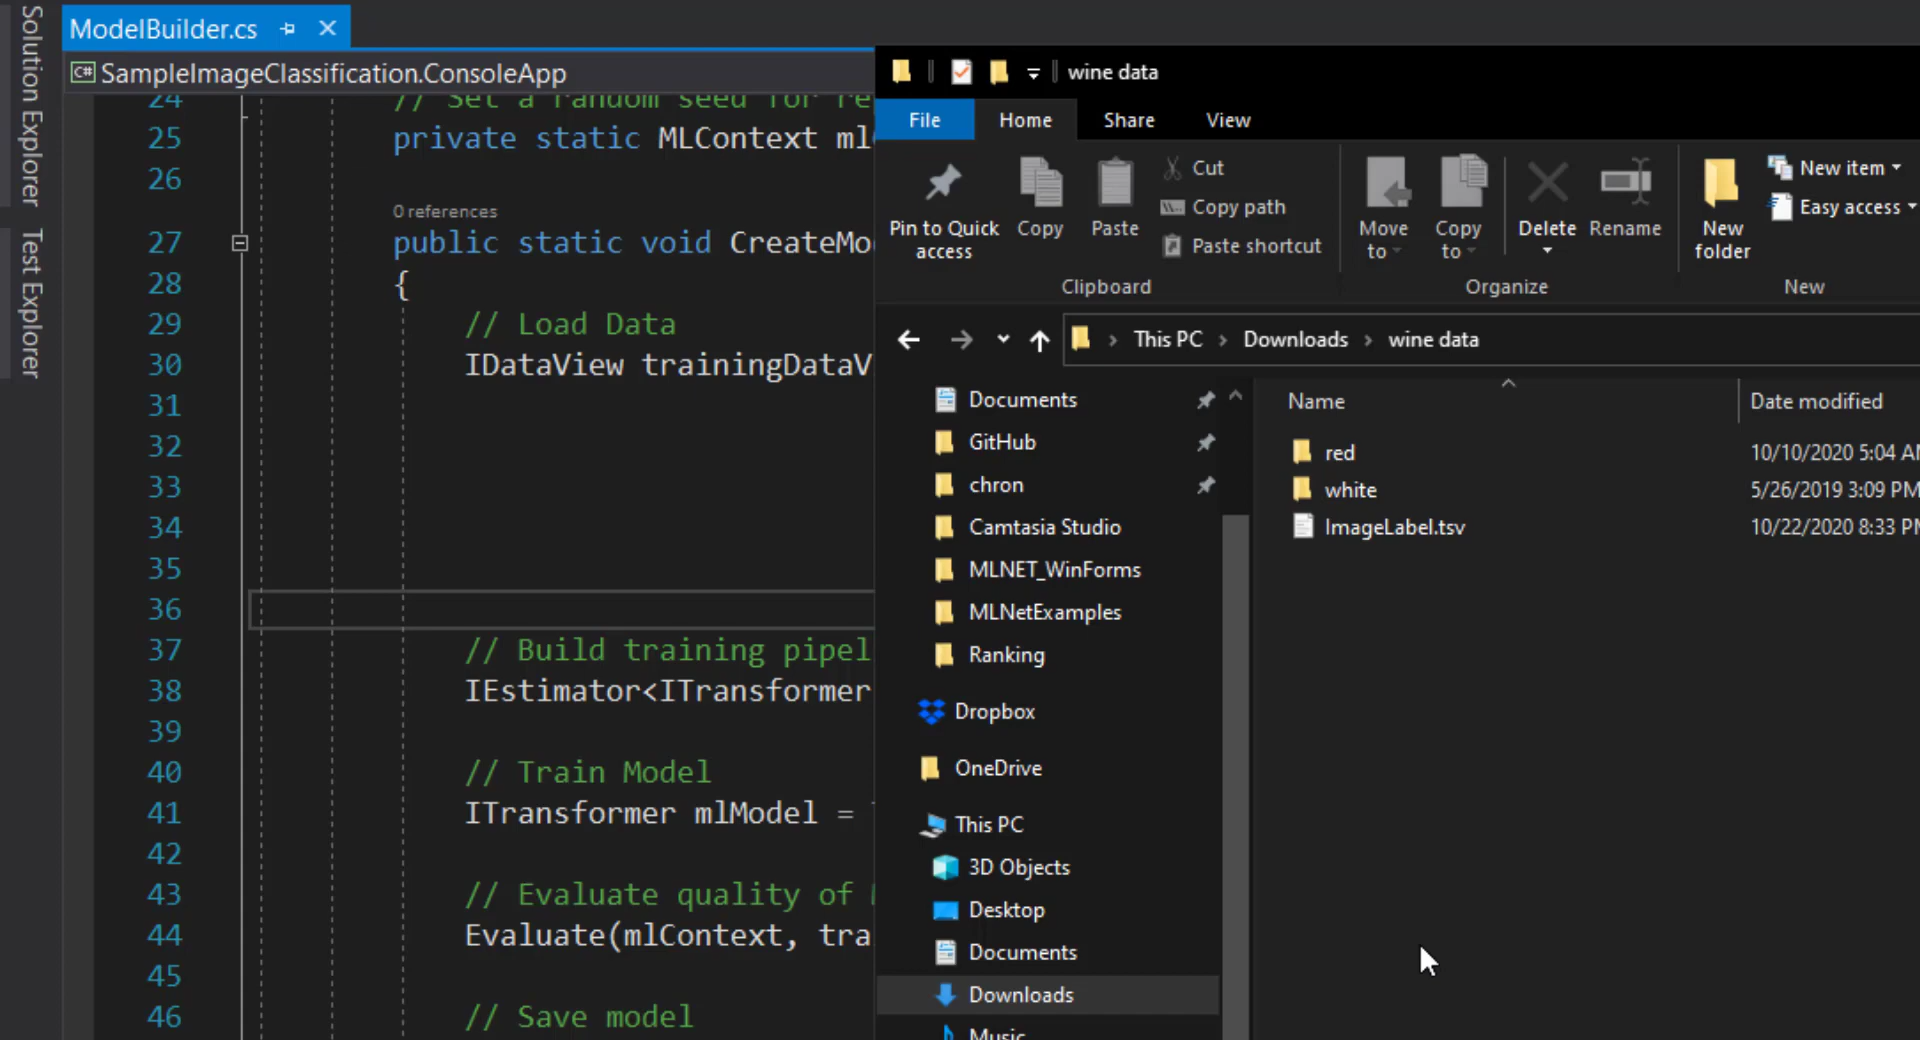 Solution Explorer
Test Explorer
ModelBuilder.cs
C# SampleImageClassification.ConsoleApp
24 // Set a random seed for re
25 private static MLContext ml
26
0 references
27 public static void CreateMo
28 {
29 // Load Data
30 IDataView trainingDataV
31
32
33
34
35
36
37 // Build training pipel
38 IEstimator<ITransformer
39
40 // Train Model
41 ITransformer mlModel =
42
43 // Evaluate quality of
44 Evaluate(mlContext, tra
45
46 // Save model
wine data
File Home Share View
Pin to Quick access
Copy
Paste
Cut
Copy path
Paste shortcut
Clipboard
Move to
Copy to
Delete
Rename
Organize
New folder
New item
Easy access
New
This PC > Downloads > wine data
Documents
GitHub
chron
Camtasia Studio
MLNET_WinForms
MLNetExamples
Ranking
Dropbox
OneDrive
This PC
3D Objects
Desktop
Documents
Downloads
Music
Name Date modified
red 10/10/2020 5:04 AM
white 5/26/2019 3:09 PM
ImageLabel.tsv 10/22/2020 8:33 PM